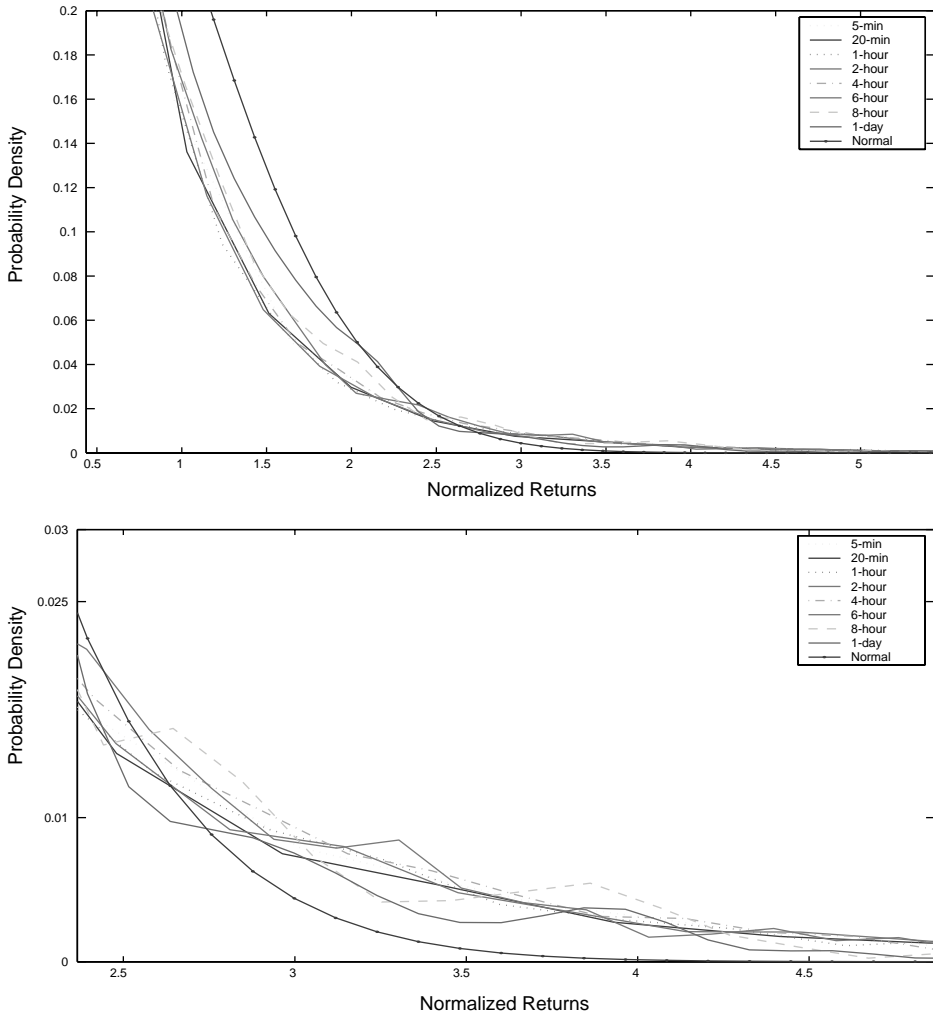 0.2
0.18
0.16
0.14
0.12
0.1
0.08
0.06
0.04
0.02
0
Probability Density
0.5 1 1.5 2 2.5 3 3.5 4 4.5 5
Normalized Returns
5-min
20-min
1-hour
2-hour
4-hour
6-hour
8-hour
1-day
Normal
0.03
0.025
0.01
0
Probability Density
2.5 3 3.5 4 4.5
Normalized Returns
5-min
20-min
1-hour
2-hour
4-hour
6-hour
8-hour
1-day
Normal